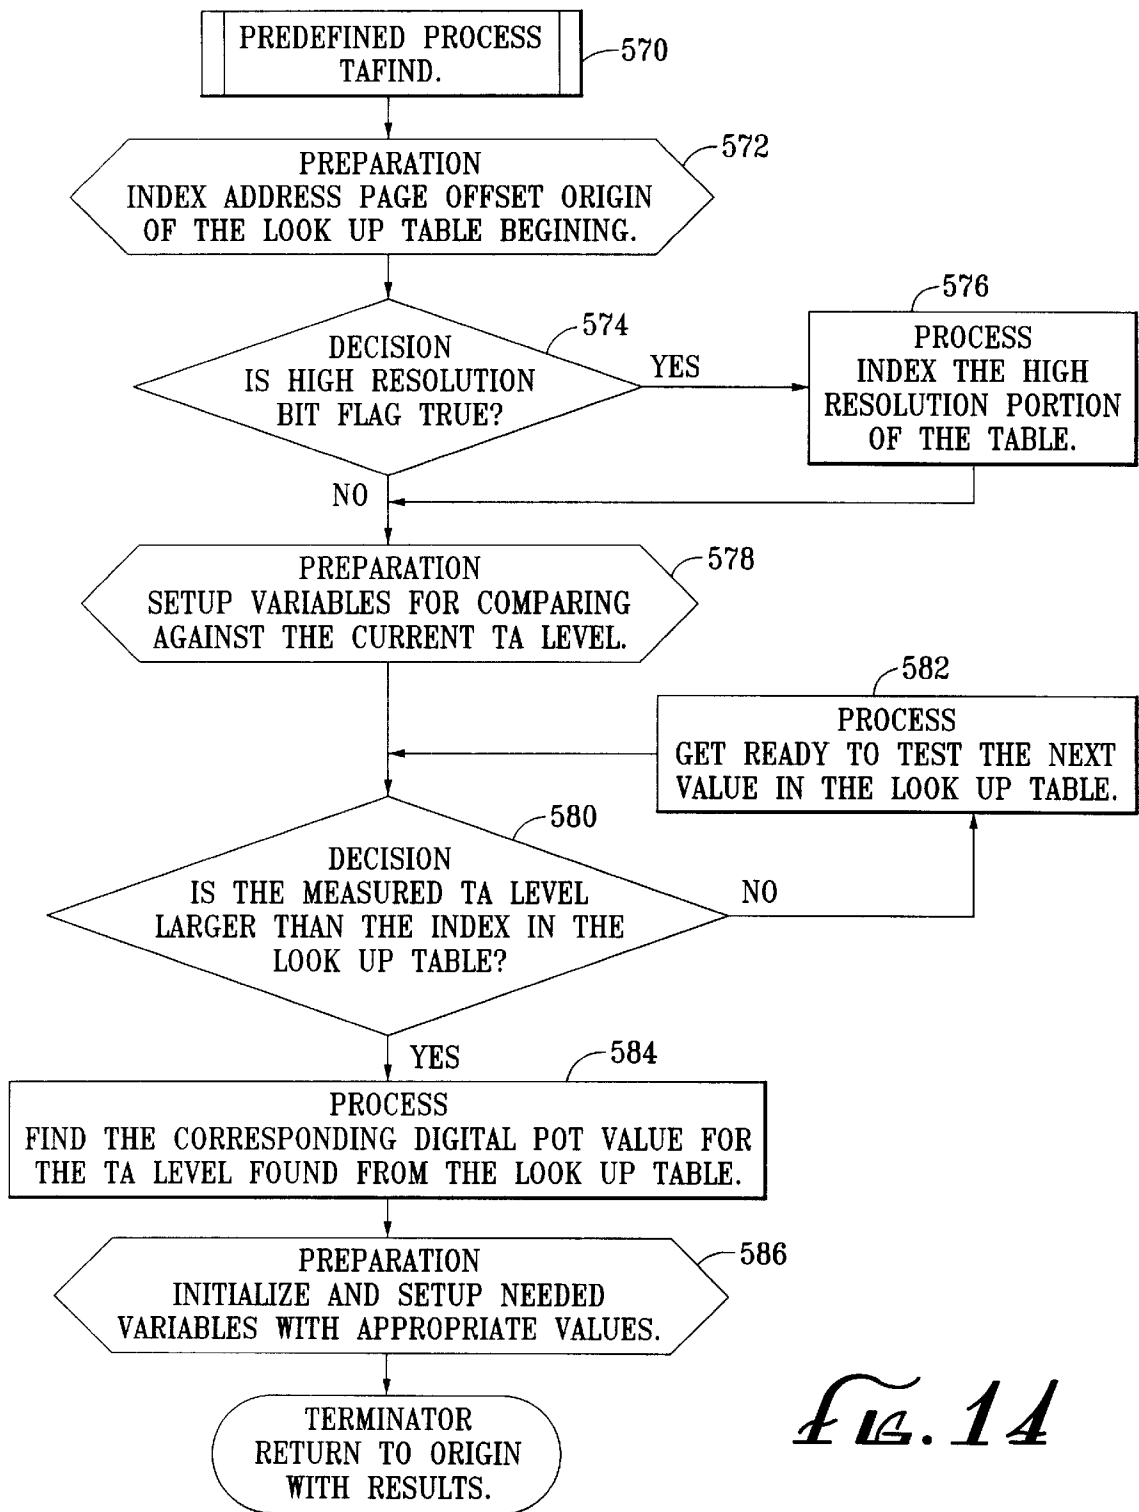 PREDEFINED PROCESS
TAFIND.
570
PREPARATION
INDEX ADDRESS PAGE OFFSET ORIGIN
OF THE LOOK UP TABLE BEGINING.
572
DECISION
IS HIGH RESOLUTION
BIT FLAG TRUE?
574
YES
576
PROCESS
INDEX THE HIGH
RESOLUTION PORTION
OF THE TABLE.
NO
PREPARATION
SETUP VARIABLES FOR COMPARING
AGAINST THE CURRENT TA LEVEL.
578
582
PROCESS
GET READY TO TEST THE NEXT
VALUE IN THE LOOK UP TABLE.
580
DECISION
IS THE MEASURED TA LEVEL
LARGER THAN THE INDEX IN THE
LOOK UP TABLE?
NO
YES
584
PROCESS
FIND THE CORRESPONDING DIGITAL POT VALUE FOR
THE TA LEVEL FOUND FROM THE LOOK UP TABLE.
PREPARATION
INITIALIZE AND SETUP NEEDED
VARIABLES WITH APPROPRIATE VALUES.
586
TERMINATOR
RETURN TO ORIGIN
WITH RESULTS.
FIG. 14